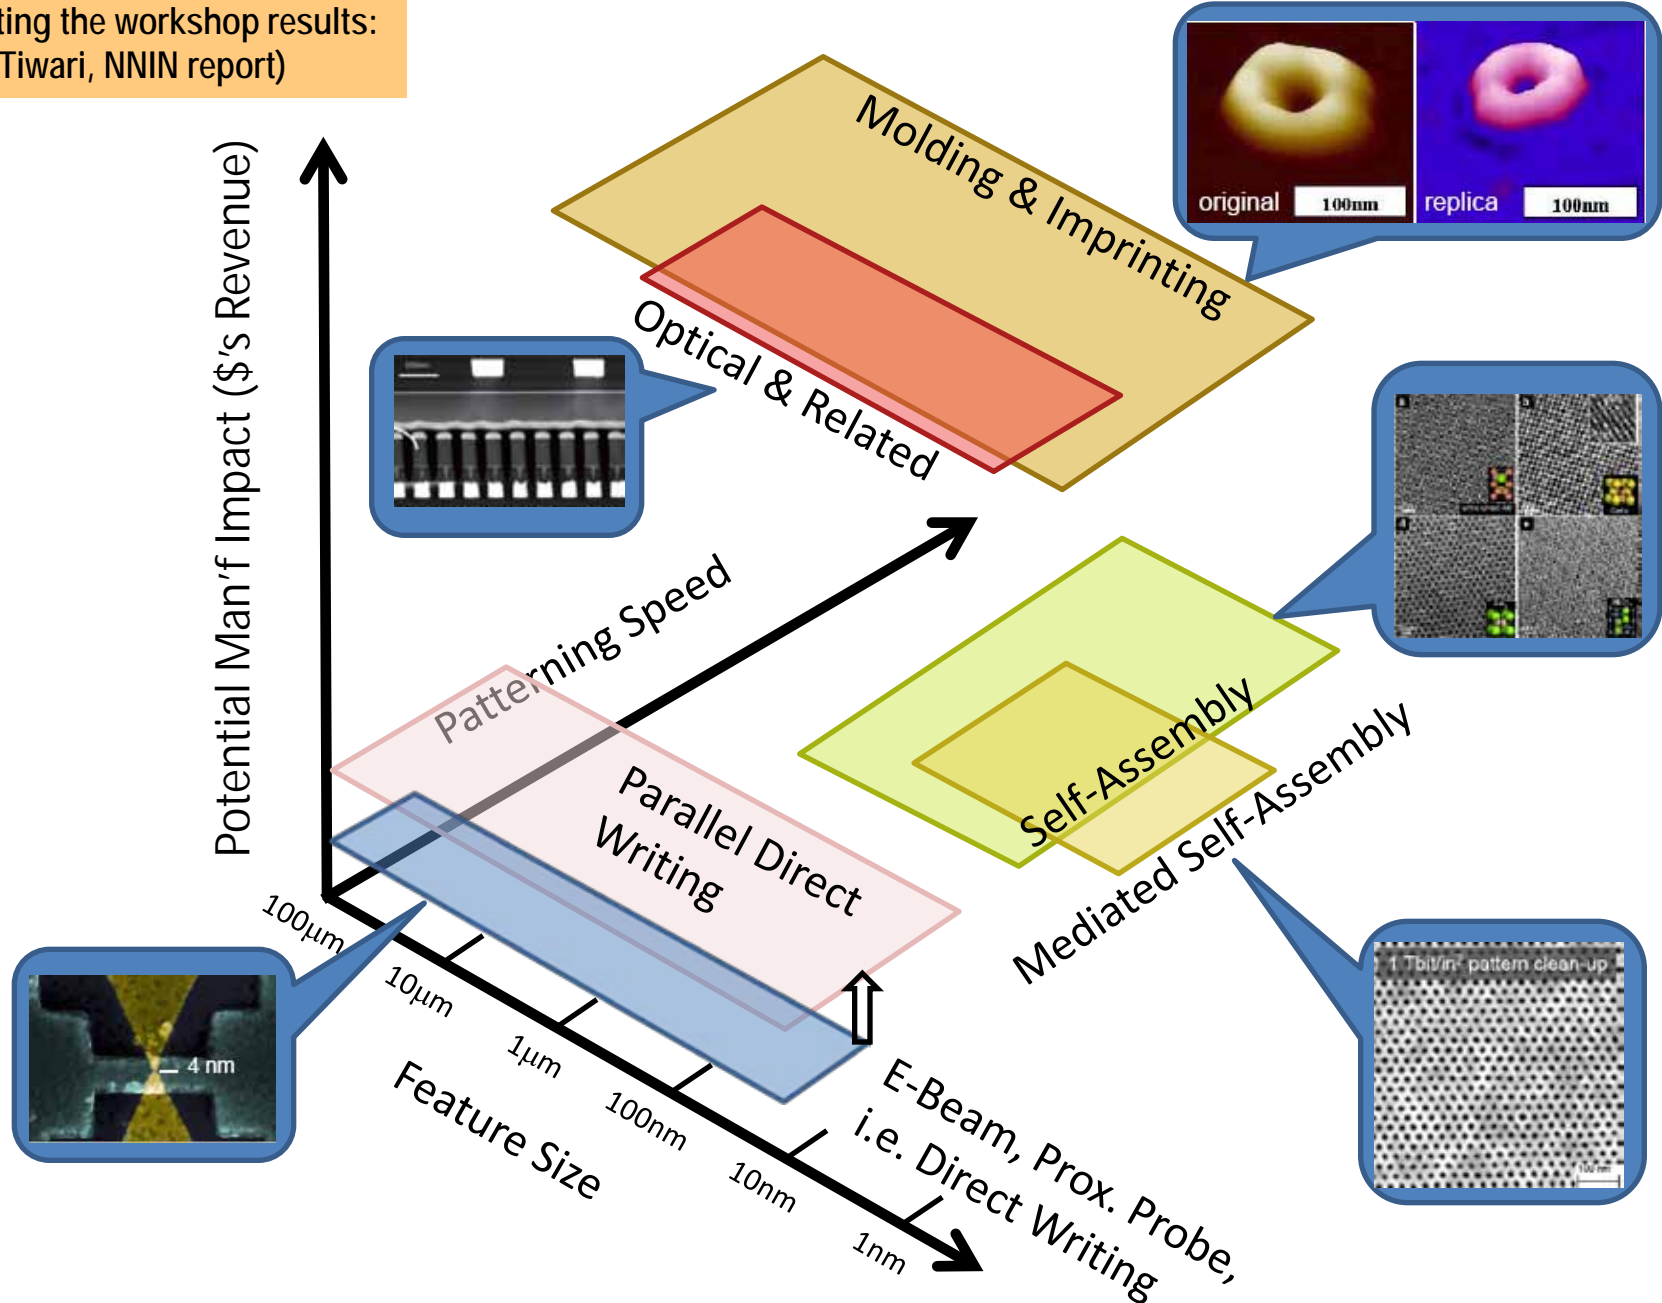 ting the workshop results:
Tiwari, NNIN report)
Potential Man'f Impact ($'s Revenue)
Molding & Imprinting
original
100nm
replica
100nm
Optical & Related
Patterning Speed
Parallel Direct
Writing
Self-Assembly
Mediated Self-Assembly
100μm
10μm
1μm
100nm
10nm
1nm
Feature Size
E-Beam, Prox. Probe,
i.e. Direct Writing
4 nm
1 Tbit/in² pattern clean-up
100 nm